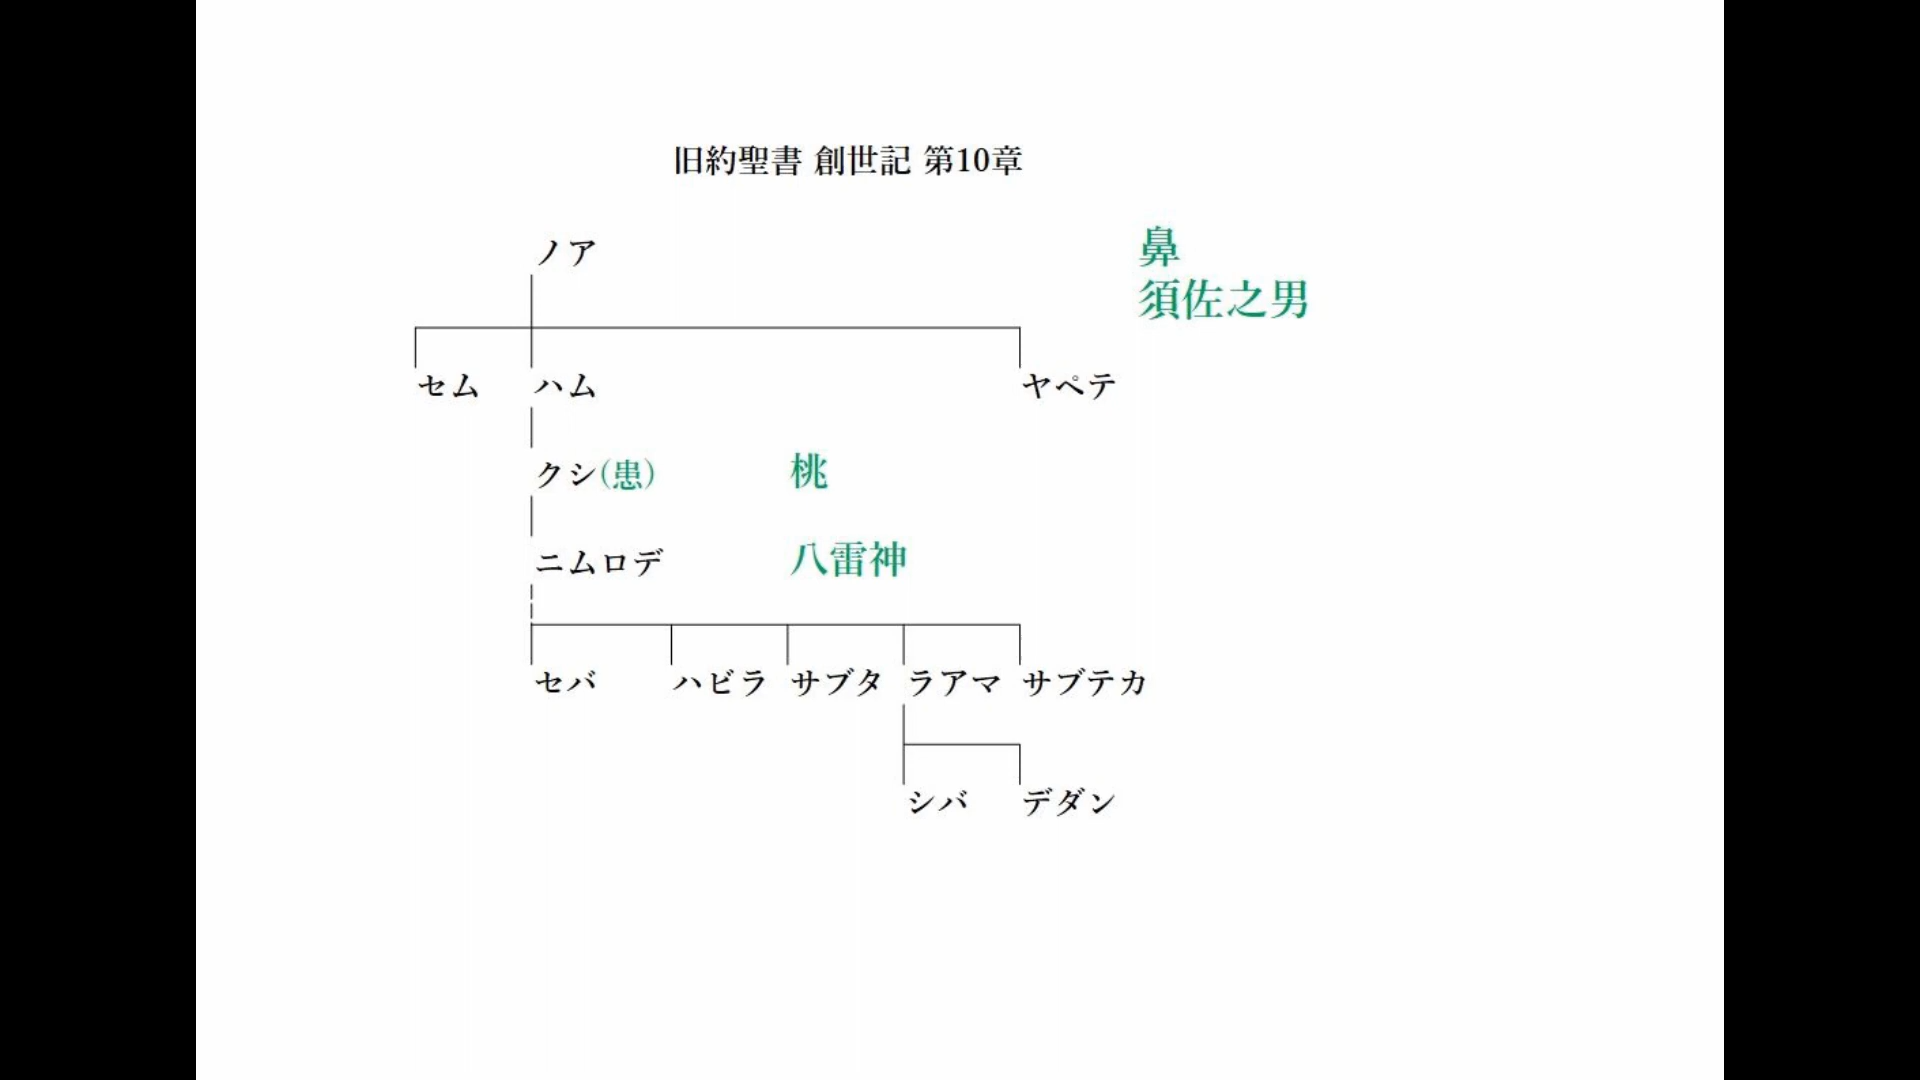 旧約聖書 創世記 第10章
ノア
鼻
須佐之男
セム ハム ヤペテ
クシ(患) 桃
ニムロデ 八雷神
セバ ハビラ サブタ ラアマ サブテカ
シバ デダン